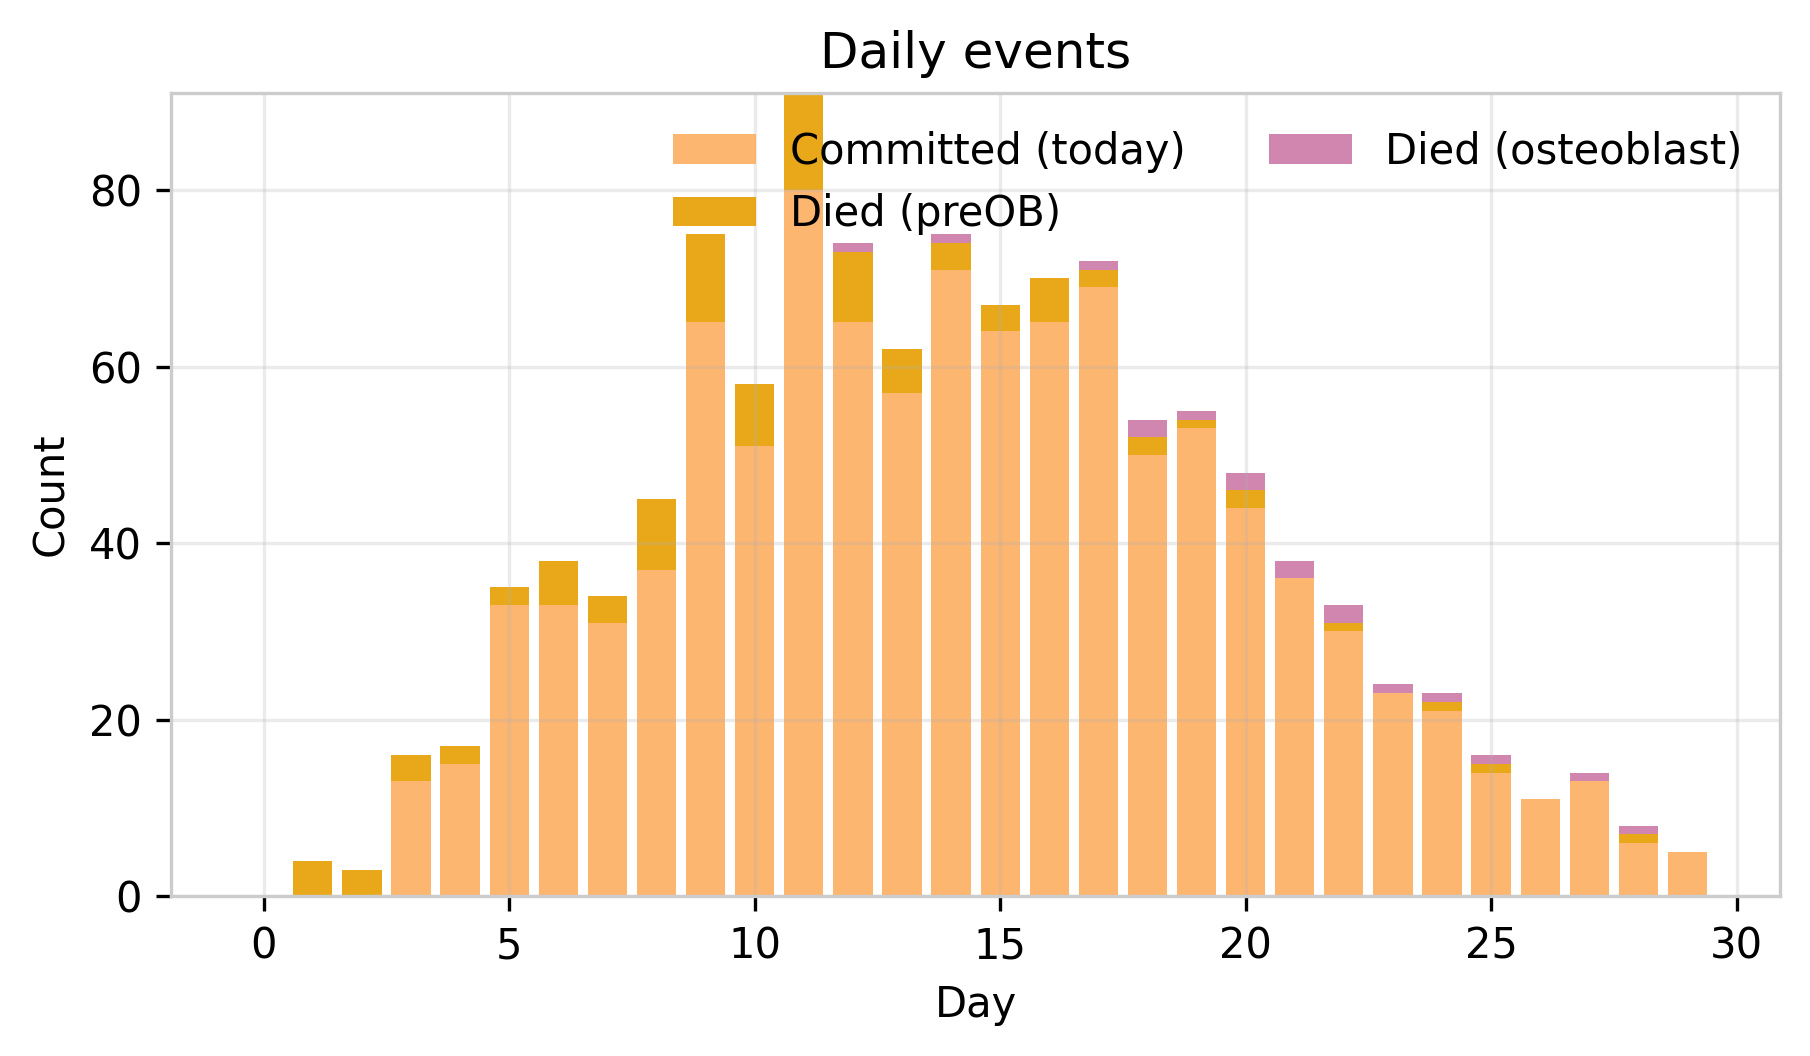 Daily events
Committed (today)
Died (preOB)
Died (osteoblast)
Count
80
60
40
20
0
0 5 10 15 20 25 30
Day